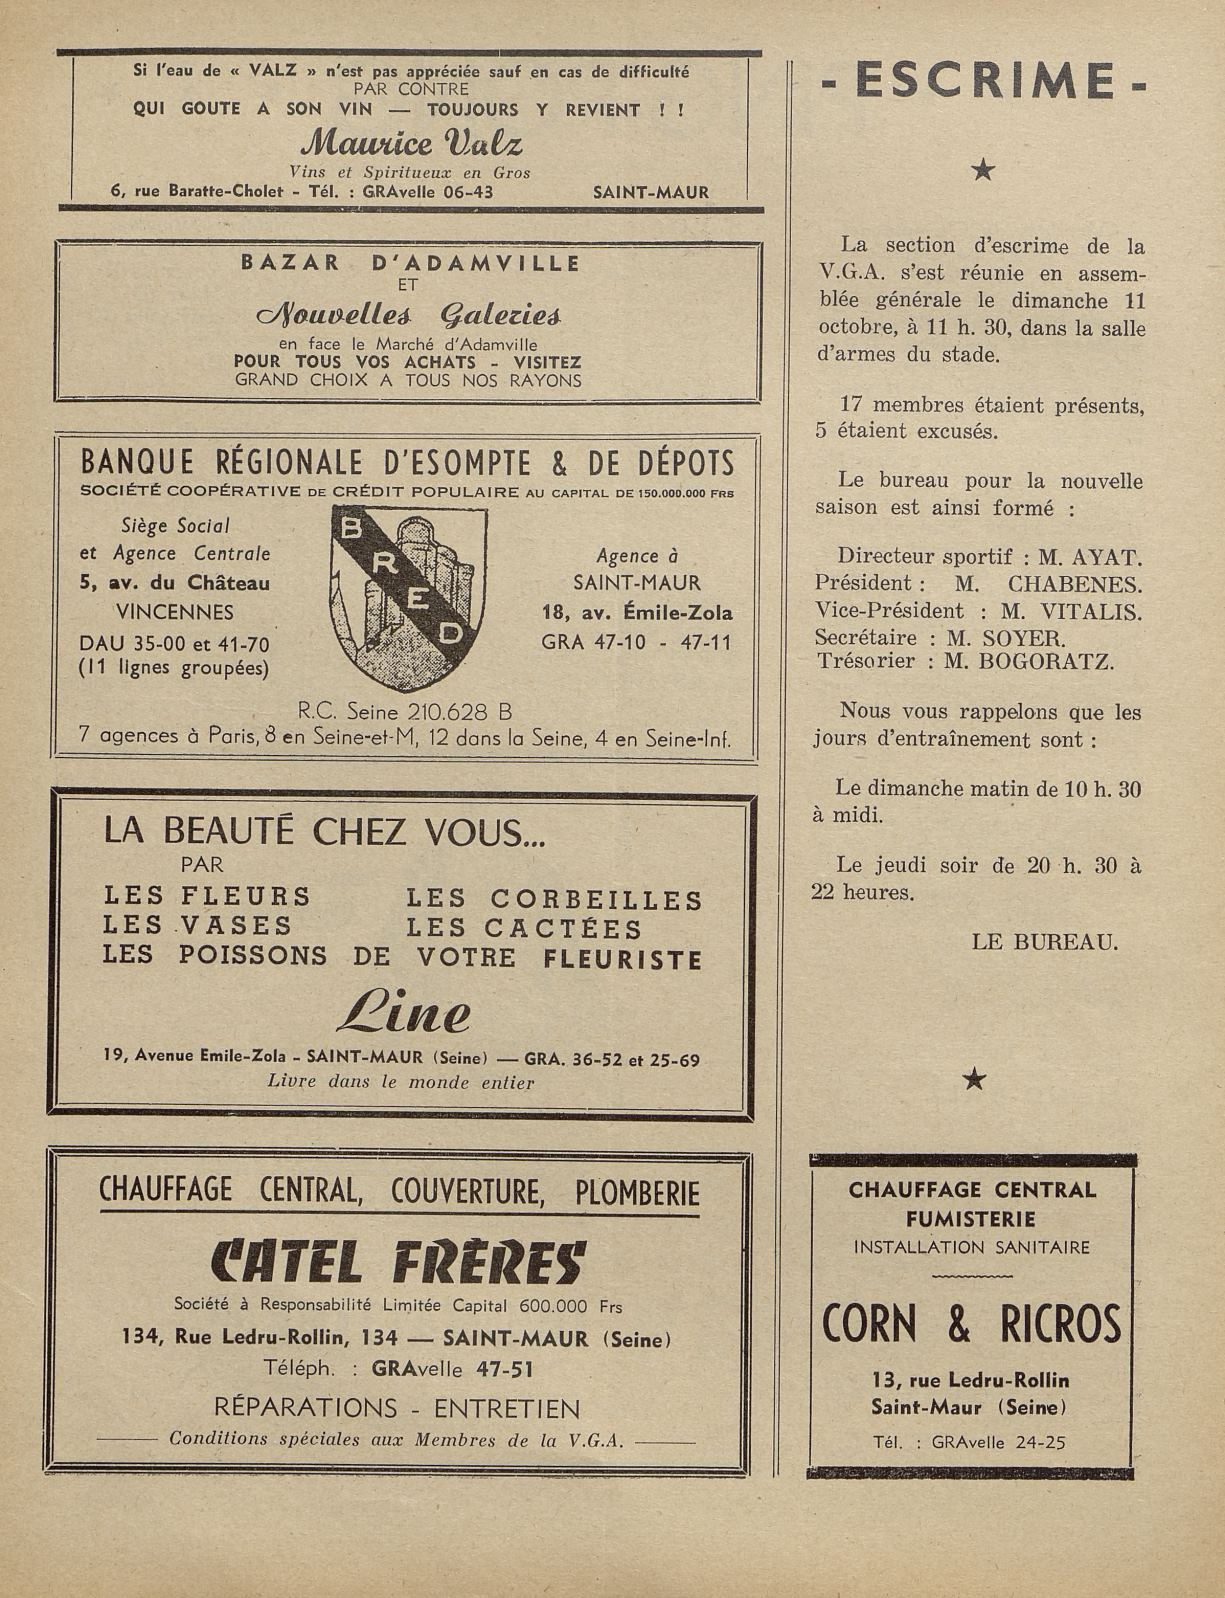 Si l'eau de « VALZ » n'est pas appréciée sauf en cas de difficulté
PAR CONTRE
QUI GOUTE A SON VIN — TOUJOURS Y REVIENT ! !
Maurice Valz
Vins et Spiritueux en Gros
6, rue Baratte-Cholet - Tél. : GRAvelle 06-43 SAINT-MAUR
BAZAR D'ADAMVILLE
ET
Nouvelles Galeries
en face le Marché d'Adamville
POUR TOUS VOS ACHATS - VISITEZ
GRAND CHOIX A TOUS NOS RAYONS
BANQUE RÉGIONALE D'ESOMPTE & DE DÉPOTS
SOCIÉTÉ COOPÉRATIVE DE CRÉDIT POPULAIRE AU CAPITAL DE 150.000.000 FRS
Siège Social
et Agence Centrale
5, av. du Château
VINCENNES
DAU 35-00 et 41-70
(11 lignes groupées)
BRED
Agence à
SAINT-MAUR
18, av. Émile-Zola
GRA 47-10 - 47-11
R.C. Seine 210.628 B
7 agences à Paris, 8 en Seine-et-M, 12 dans la Seine, 4 en Seine-Inf.
LA BEAUTÉ CHEZ VOUS...
PAR
LES FLEURS LES CORBEILLES
LES VASES LES CACTÉES
LES POISSONS DE VOTRE FLEURISTE
Line
19, Avenue Emile-Zola - SAINT-MAUR (Seine) — GRA. 36-52 et 25-69
Livre dans le monde entier
CHAUFFAGE CENTRAL, COUVERTURE, PLOMBERIE
CATEL FRÈRES
Société à Responsabilité Limitée Capital 600.000 Frs
134, Rue Ledru-Rollin, 134 — SAINT-MAUR (Seine)
Téléph. : GRAvelle 47-51
RÉPARATIONS - ENTRETIEN
Conditions spéciales aux Membres de la V.G.A.
- ESCRIME -
La section d'escrime de la
V.G.A. s'est réunie en assem-
blée générale le dimanche 11
octobre, à 11 h. 30, dans la salle
d'armes du stade.
17 membres étaient présents,
5 étaient excusés.
Le bureau pour la nouvelle
saison est ainsi formé :
Directeur sportif : M. AYAT.
Président : M. CHABENES.
Vice-Président : M. VITALIS.
Secrétaire : M. SOYER.
Trésorier : M. BOGORATZ.
Nous vous rappelons que les
jours d'entraînement sont :
Le dimanche matin de 10 h. 30
à midi.
Le jeudi soir de 20 h. 30 à
22 heures.
LE BUREAU.
CHAUFFAGE CENTRAL
FUMISTERIE
INSTALLATION SANITAIRE
CORN & RICROS
13, rue Ledru-Rollin
Saint-Maur (Seine)
Tél. : GRAvelle 24-25